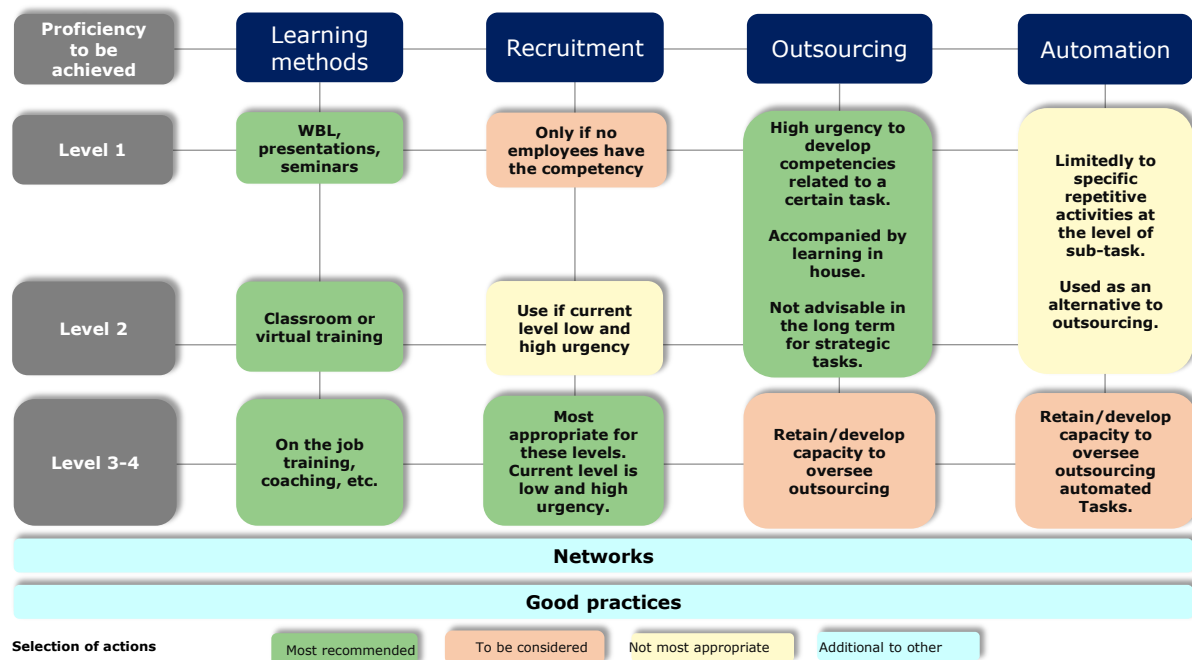 Proficiency
to be
achieved
Learning
methods
Recruitment
Outsourcing
Automation
Level 1
WBL,
presentations,
seminars
Only if no
employees have
the competency
High urgency to
develop
competencies
related to a
certain task.
Accompanied by
learning in
house.
Not advisable in
the long term
for strategic
tasks.
Limitedly to
specific
repetitive
activities at
the level of
sub-task.
Used as an
alternative to
outsourcing.
Level 2
Classroom or
virtual training
Use if current
level low and
high urgency
Level 3-4
On the job
training,
coaching, etc.
Most
appropriate for
these levels.
Current level is
low and high
urgency.
Retain/develop
capacity to
oversee
outsourcing
Retain/develop
capacity to
oversee
outsourcing
automated
Tasks.
Networks
Good practices
Selection of actions
Most recommended
To be considered
Not most appropriate
Additional to other